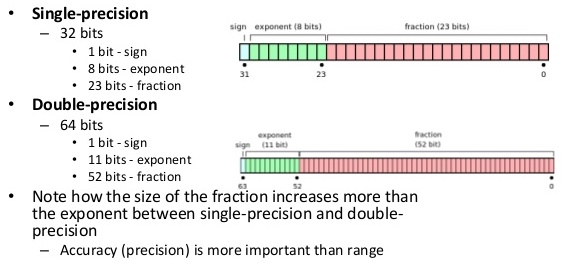 • Single-precision
– 32 bits
• 1 bit - sign
• 8 bits - exponent
• 23 bits - fraction
sign exponent (8 bits) fraction (23 bits)
31 23 0
• Double-precision
– 64 bits
• 1 bit - sign
• 11 bits - exponent
• 52 bits - fraction
exponent fraction
sign (11 bit) (52 bit)
63 52 0
• Note how the size of the fraction increases more than
the exponent between single-precision and double-
precision
– Accuracy (precision) is more important than range